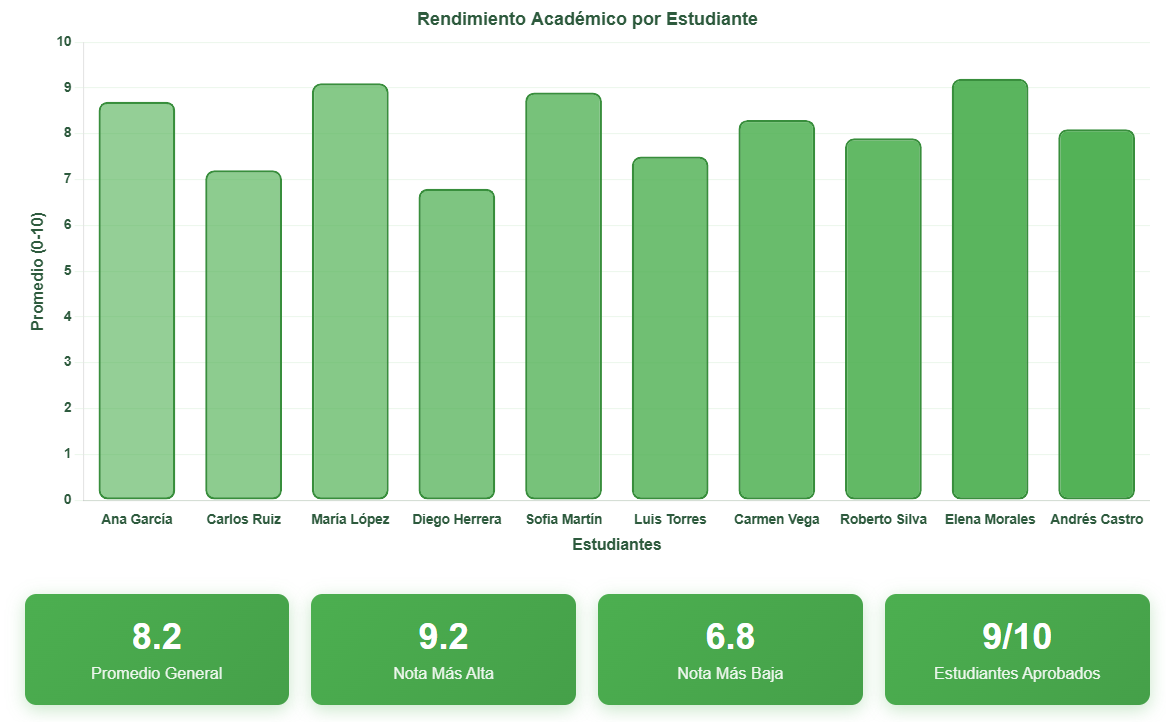 Rendimiento Académico por Estudiante
10
9
8
7
6
5
4
3
2
1
0
Promedio (0-10)
Ana García Carlos Ruiz María López Diego Herrera Sofia Martín Luis Torres Carmen Vega Roberto Silva Elena Morales Andrés Castro
Estudiantes
8.2 9.2 6.8 9/10
Promedio General Nota Más Alta Nota Más Baja Estudiantes Aprobados